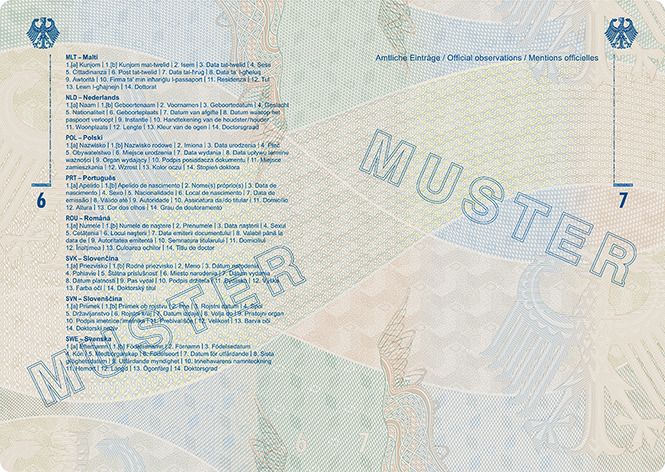 MLT – Malti
1.[a] Kunjom | 1.[b] Kunjom mat-twelid | 2. Isem | 3. Data tat-twelid | 4. Sess
5. Ċittadinanza | 6. Post tat-twelid | 7. Data tal-ħruġ | 8. Data ta' l-għeluq
9. Awtorità | 10. Firma ta' min inħarġlu l-passaport | 11. Residenza | 12. Tul
13. Lewn l-għajnejn | 14. Dottorat
NLD – Nederlands
1.[a] Naam | 1.[b] Geboortenaam | 2. Voornamen | 3. Geboortedatum | 4. Geslacht
5. Nationaliteit | 6. Geboorteplaats | 7. Datum van afgifte | 8. Datum waarop het
paspoort vervalt | 9. Instantie | 10. Handtekening van de houdster/houder
11. Woonplaats | 12. Lengte | 13. Kleur van de ogen | 14. Doctorsgraad
POL – Polski
1.[a] Nazwisko | 1.[b] Nazwisko rodowe | 2. Imiona | 3. Data urodzenia | 4. Płeć
5. Obywatelstwo | 6. Miejsce urodzenia | 7. Data wydania | 8. Data upływu terminu
ważności | 9. Organ wydający | 10. Podpis posiadacza dokumentu | 11. Miejsce
zamieszkania | 12. Wzrost | 13. Kolor oczu | 14. Stopień doktora
PRT – Português
1.[a] Apelido | 1.[b] Apelido de nascimento | 2. Nome(s) próprio(s) | 3. Data de
nascimento | 4. Sexo | 5. Nacionalidade | 6. Local de nascimento | 7. Data de
emissão | 8. Válido até | 9. Autoridade | 10. Assinatura da/do titular | 11. Domicílio
12. Altura | 13. Cor dos olhos | 14. Grau de doutoramento
ROU – Română
1.[a] Numele | 1.[b] Numele de naștere | 2. Prenumele | 3. Data nașterii | 4. Sexul
5. Cetățenia | 6. Locul nașterii | 7. Data emiterii documentului | 8. Valabil până la
data de | 9. Autoritatea emitentă | 10. Semnatura titularului | 11. Domiciliul
12. Înălțimea | 13. Culoarea ochilor | 14. Titlu de doctor
SVK – Slovenčina
1.[a] Priezvisko | 1.[b] Rodné priezvisko | 2. Meno | 3. Dátum narodenia
4. Pohlavie | 5. Štátna príslušnosť | 6. Miesto narodenia | 7. Dátum vydania
8. Dátum platnosti | 9. Pas vydal | 10. Podpis držiteľa | 11. Bydlisko | 12. Výška
13. Farba očí | 14. Doktorský titul
SVN – Slovenščina
1.[a] Priimek | 1.[b] Priimek ob rojstvu | 2. Ime | 3. Rojstni datum | 4. Spol
5. Državljanstvo | 6. Rojstni kraj | 7. Datum izdaje | 8. Velja do | 9. Pristojni organ
10. Podpis imetnice/imetnika | 11. Prebivališče | 12. Velikost | 13. Barva oči
14. Doktorski naziv
SWE – Svenska
1.[a] Efternamn | 1.[b] Födelsenamn | 2. Förnamn | 3. Födelsedatum
4. Kön | 5. Medborgarskap | 6. Födelseort | 7. Datum för utfärdande | 8. Sista
giltighetsdagen | 9. Utfärdande myndighet | 10. Innehavarens namnteckning
11. Hemort | 12. Längd | 13. Ögonfärg | 14. Doktorsgrad
6
MUSTER
Amtliche Einträge / Official observations / Mentions officielles
MUSTER
7
6
7